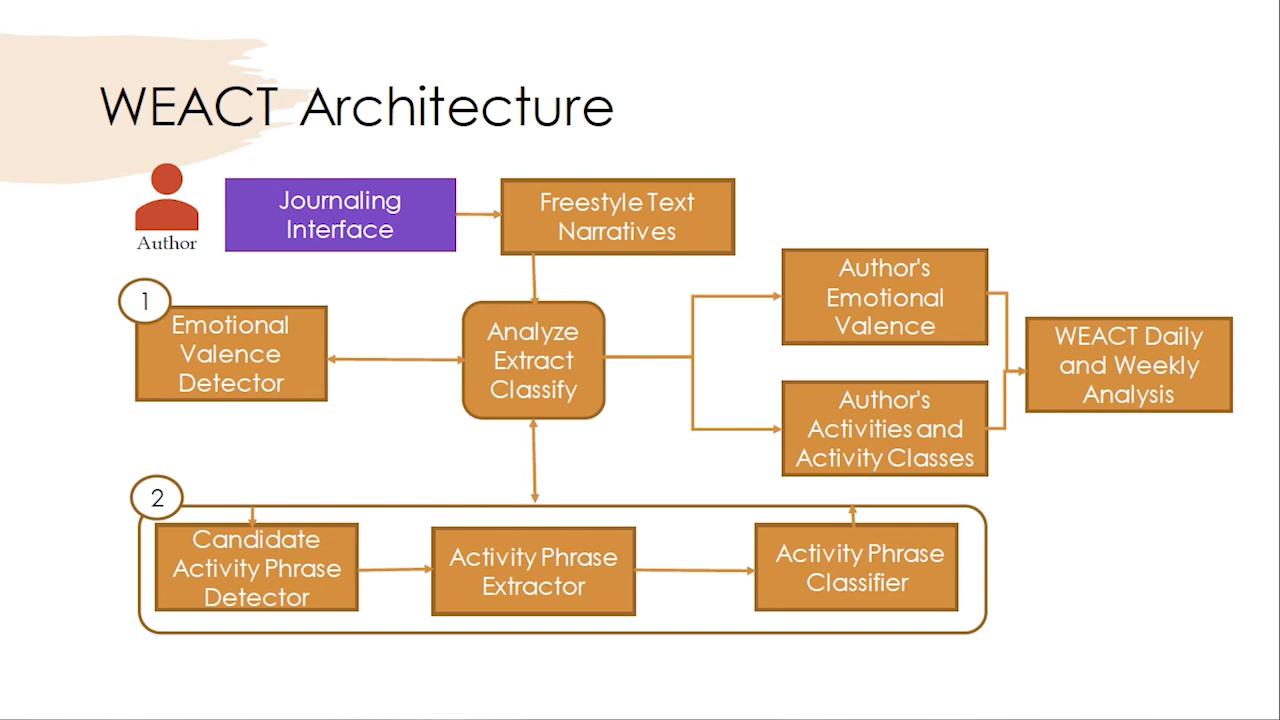 WEACT Architecture
Author
Journaling
Interface
Freestyle Text
Narratives
1
Emotional
Valence
Detector
Analyze
Extract
Classify
Author's
Emotional
Valence
Author's
Activities and
Activity Classes
WEACT Daily
and Weekly
Analysis
2
Candidate
Activity Phrase
Detector
Activity Phrase
Extractor
Activity Phrase
Classifier